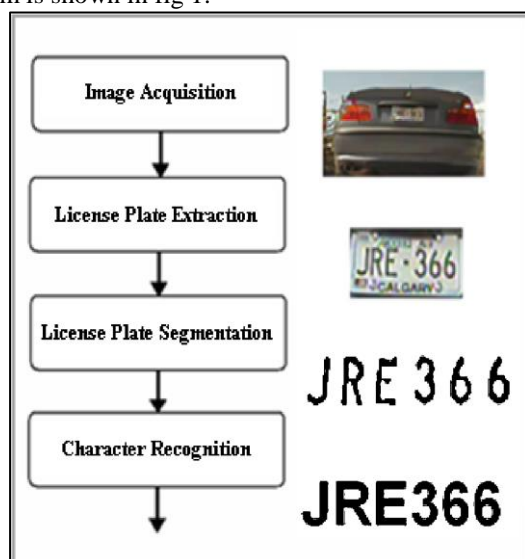 m is shown in fig 1.
Image Acquisition
License Plate Extraction
JRE·366
CALGARY
License Plate Segmentation
JRE366
Character Recognition
JRE366